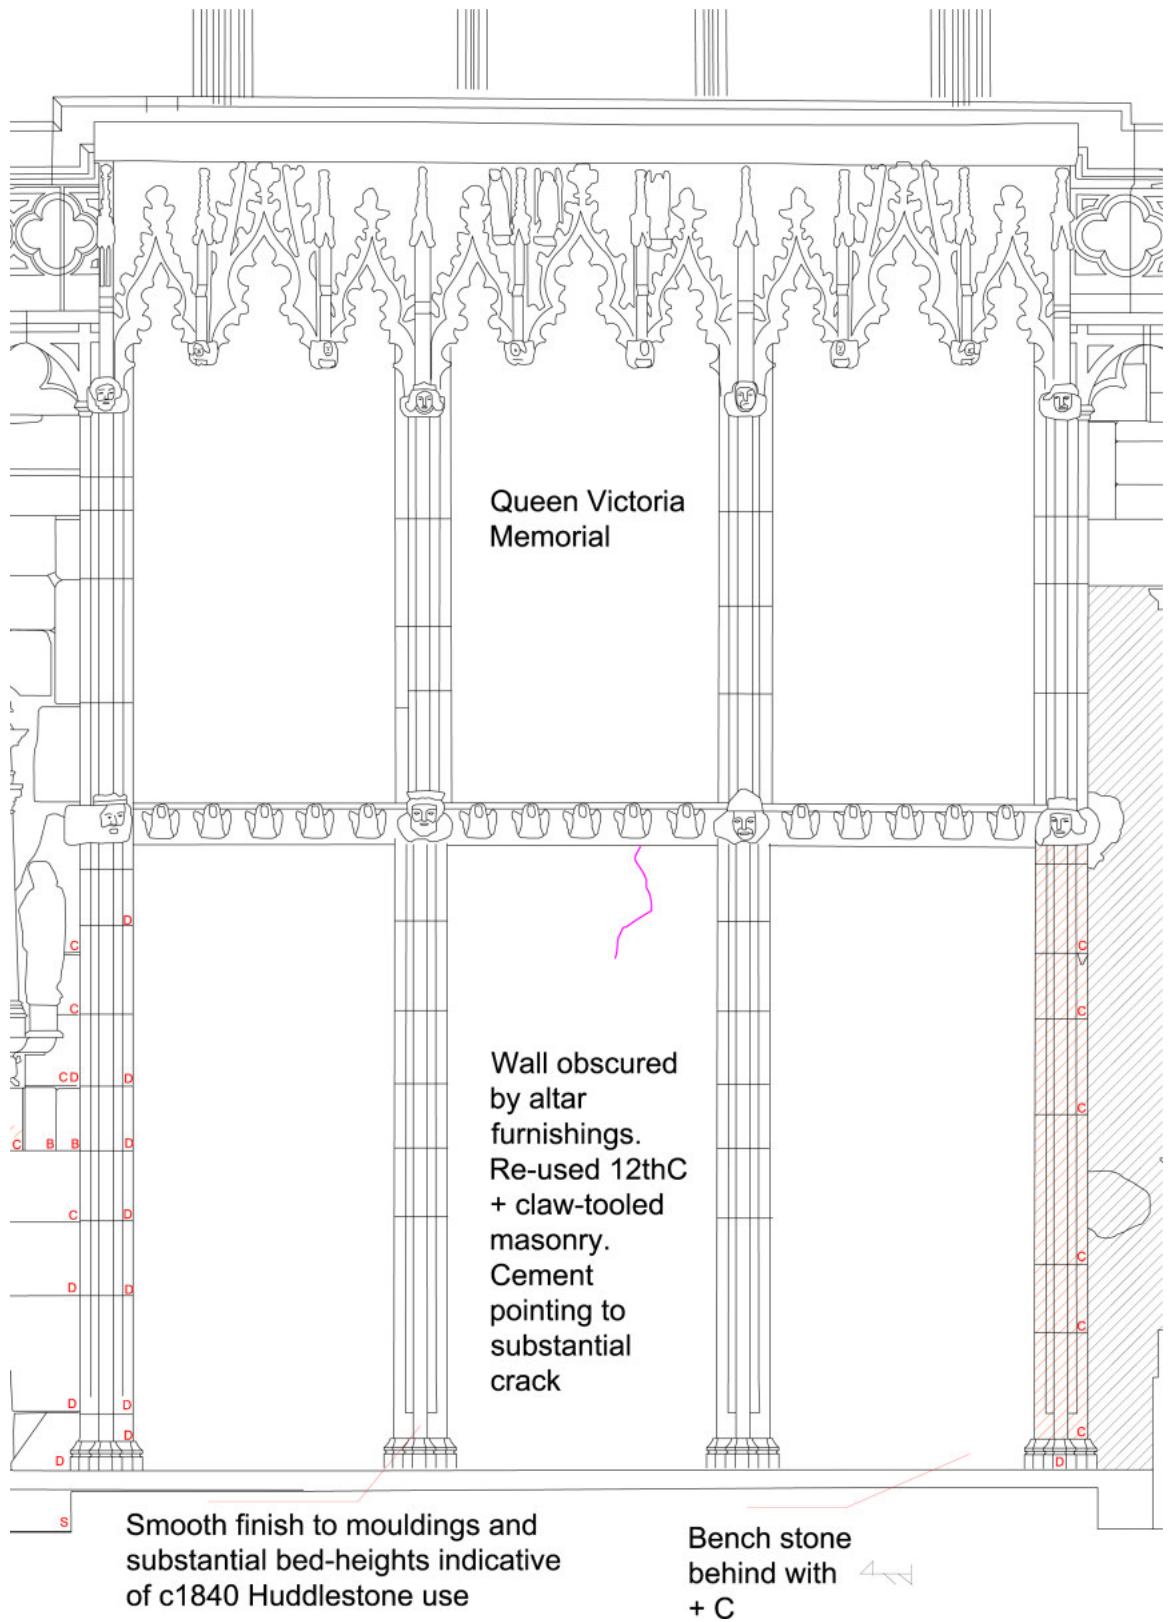 Queen Victoria
Memorial
D
C
C
C
C
C D
D
C
C B B
D
C
D
C
D
D
C
D
D
D
C
D
D
D
S
Wall obscured
by altar
furnishings.
Re-used 12thC
+ claw-tooled
masonry.
Cement
pointing to
substantial
crack
Smooth finish to mouldings and
substantial bed-heights indicative
of c1840 Huddlestone use
Bench stone
behind with
+ C